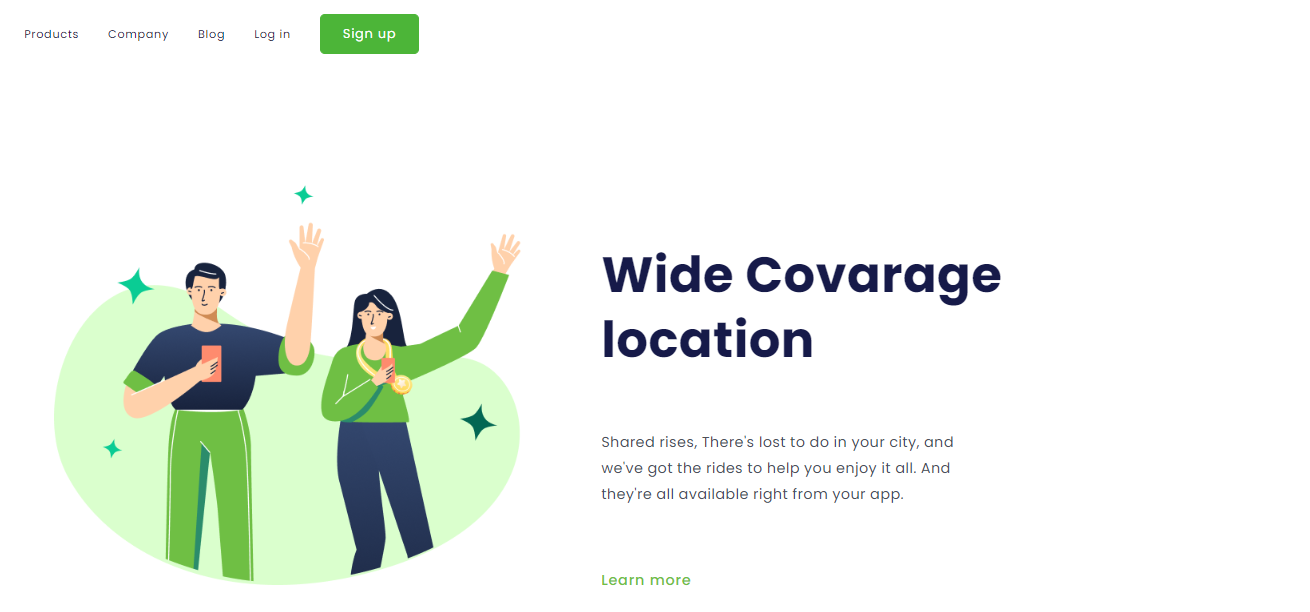 Products Company Blog Log in Sign up
Wide Covarage
location
Shared rises, There's lost to do in your city, and
we've got the rides to help you enjoy it all. And
they're all available right from your app.
Learn more